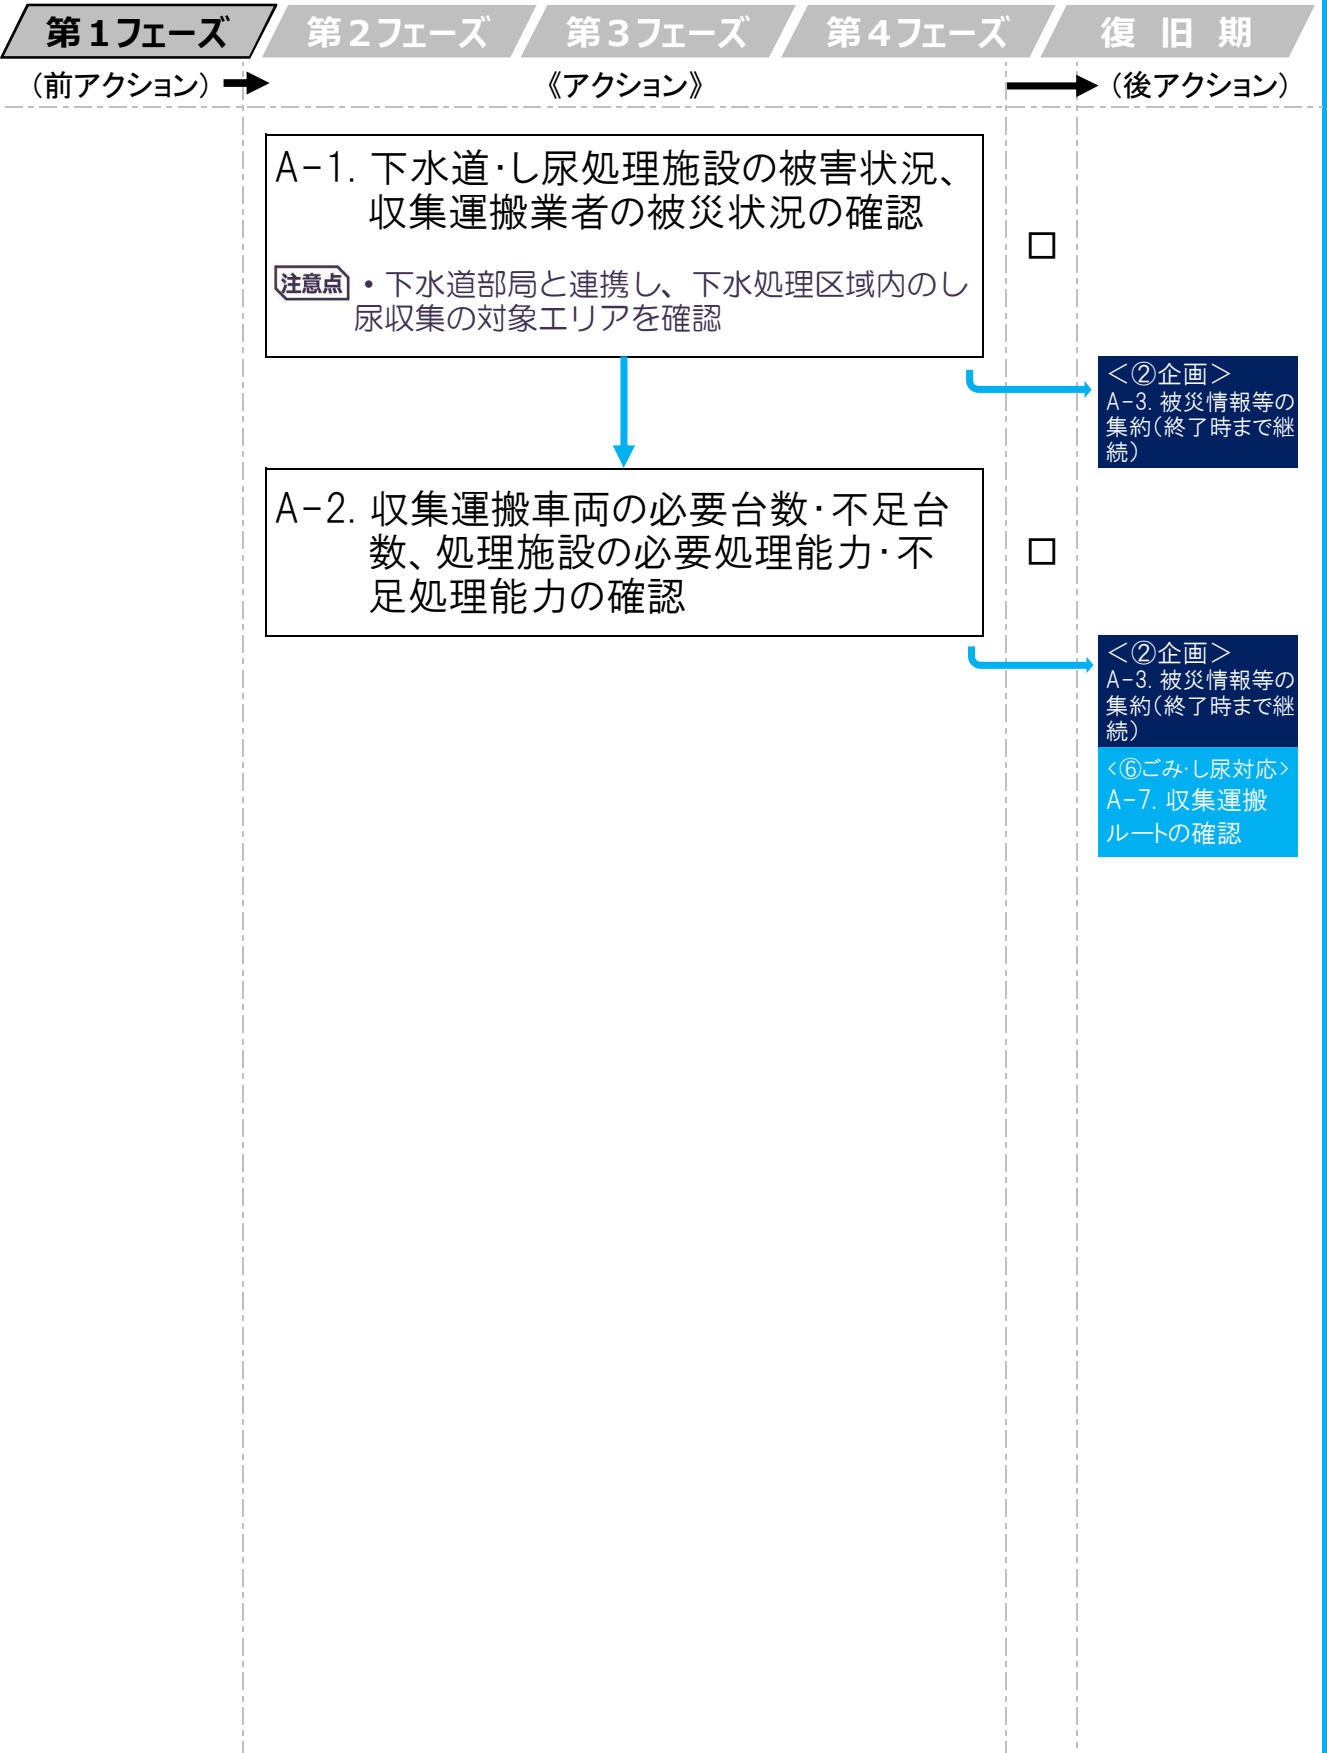 第１フェーズ
第２フェーズ
第３フェーズ
第４フェーズ
復 旧 期
（前アクション）
《アクション》
（後アクション）
A-1. 下水道・し尿処理施設の被害状況、
収集運搬業者の被災状況の確認
注意点 ・下水道部局と連携し、下水処理区域内のし
尿収集の対象エリアを確認
□
＜②企画＞
A-3. 被災情報等の
集約（終了時まで継
続）
A-2. 収集運搬車両の必要台数・不足台
数、処理施設の必要処理能力・不
足処理能力の確認
□
＜②企画＞
A-3. 被災情報等の
集約（終了時まで継
続）
<⑥ごみ・し尿対応>
A-7. 収集運搬
ルートの確認